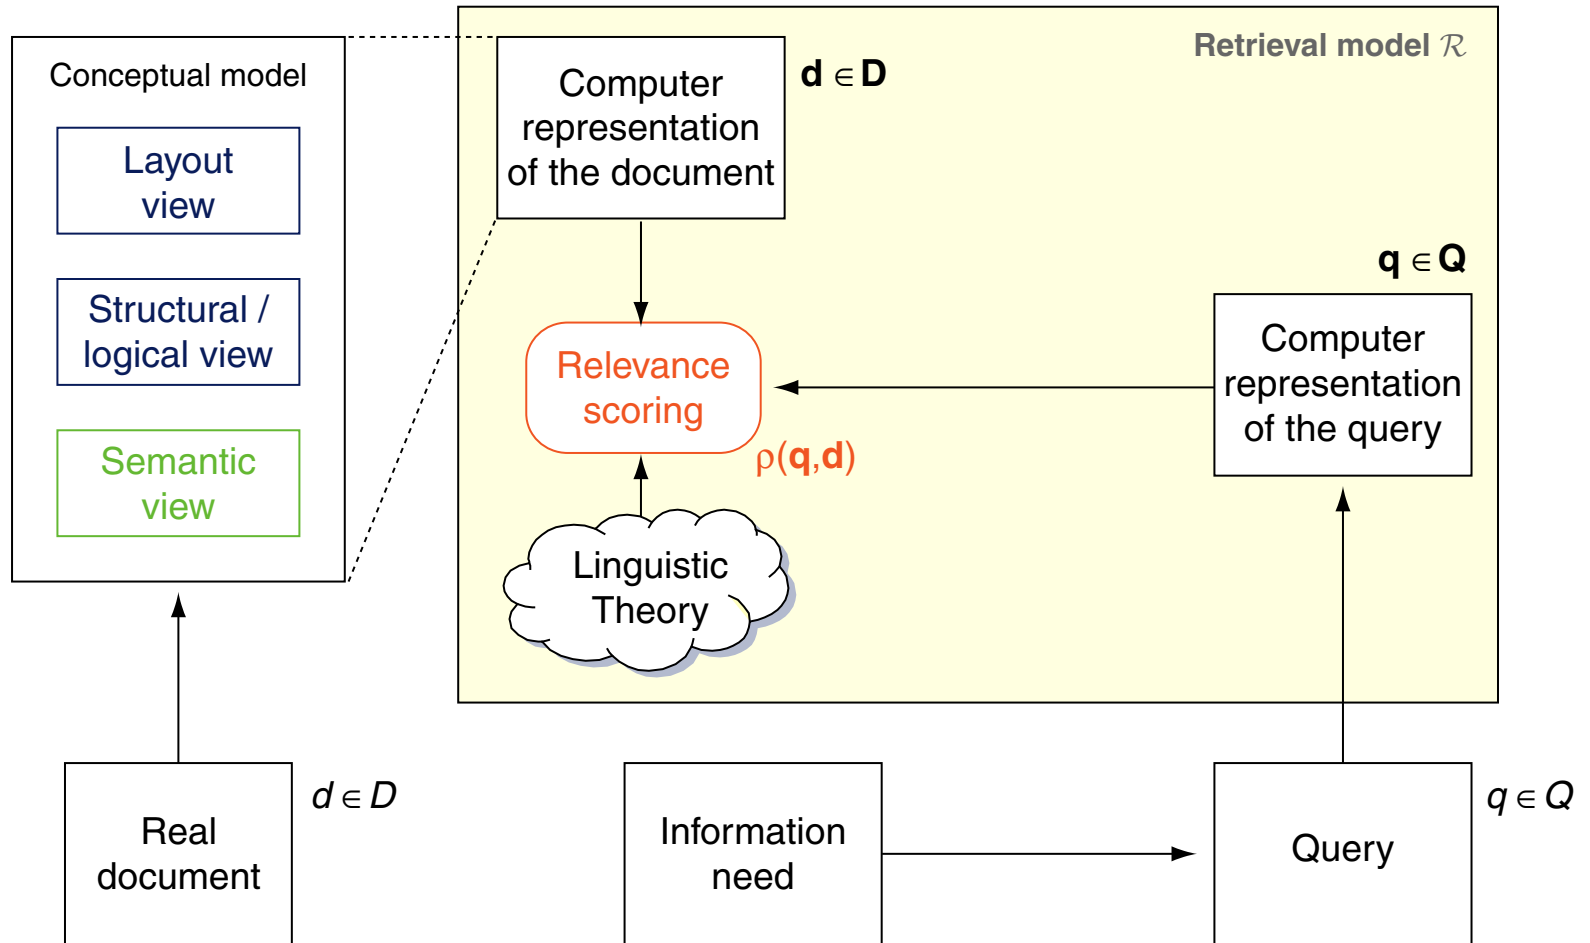 Conceptual model
Layout
view
Structural /
logical view
Semantic
view
Retrieval model ℛ
Computer
representation
of the document
d ∈ D
Relevance
scoring
ρ(q,d)
Linguistic
Theory
q ∈ Q
Computer
representation
of the query
Real
document
d ∈ D
Information
need
Query
q ∈ Q